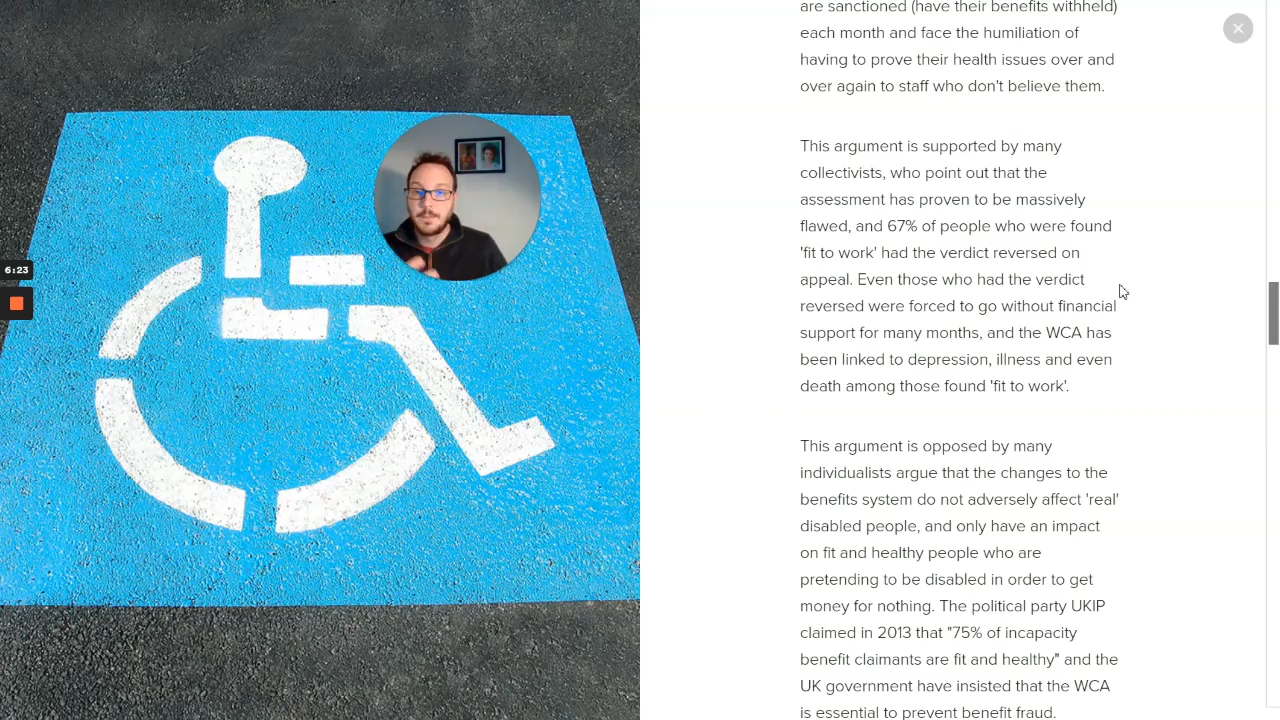 are sanctioned (have their benefits withheld)
each month and face the humiliation of
having to prove their health issues over and
over again to staff who don't believe them.
This argument is supported by many
collectivists, who point out that the
assessment has proven to be massively
flawed, and 67% of people who were found
'fit to work' had the verdict reversed on
appeal. Even those who had the verdict
reversed were forced to go without financial
support for many months, and the WCA has
been linked to depression, illness and even
death among those found 'fit to work'.
This argument is opposed by many
individualists argue that the changes to the
benefits system do not adversely affect 'real'
disabled people, and only have an impact
on fit and healthy people who are
pretending to be disabled in order to get
money for nothing. The political party UKIP
claimed in 2013 that "75% of incapacity
benefit claimants are fit and healthy" and the
UK government have insisted that the WCA
is essential to prevent benefit fraud.
6:23